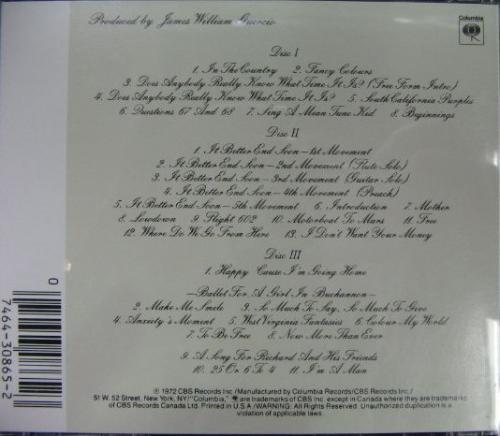 Produced by James William Guercio
Columbia
Disc I
1. In The Country 2. Fancy Colours
3. Does Anybody Really Know What Time It Is? (Free Form Intro)
4. Does Anybody Really Know What Time It Is? 5. South California Purples
6. Questions 67 And 68 7. Sing A Mean Tune Kid 8. Beginnings
Disc II
1. It Better End Soon—1st Movement
2. It Better End Soon—2nd Movement (Flute Solo)
3. It Better End Soon—3rd Movement (Guitar Solo)
4. It Better End Soon—4th Movement (Preach)
5. It Better End Soon—5th Movement 6. Introduction 7. Mother
8. Lowdown 9. Flight 602 10. Motorboat To Mars 11. Free
12. Where Do We Go From Here 13. I Don't Want Your Money
Disc III
1. Happy Cause I'm Going Home
—Ballet For A Girl In Buchannon—
2. Make Me Smile 3. So Much To Say, So Much To Give
4. Anxiety's Moment 5. West Virginia Fantasies 6. Colour My World
7. To Be Free 8. Now More Than Ever
9. A Song For Richard And His Friends
10. 25 Or 6 To 4 11. I'm A Man
℗ 1972 CBS Records Inc./Manufactured by Columbia Records/CBS Records Inc./
51 W. 52 Street, New York, NY/"Columbia," are trademarks of CBS Inc. except in Canada where they are trademarks
of CBS Records Canada Ltd. Printed in U.S.A./WARNING: All Rights Reserved. Unauthorized duplication is a
violation of applicable laws.
0
7464-30865-2